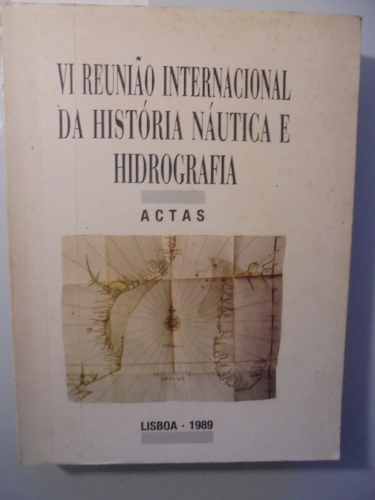 VI REUNIÃO INTERNACIONAL
DA HISTÓRIA NÁUTICA E
HIDROGRAFIA
ACTAS
LISBOA · 1989